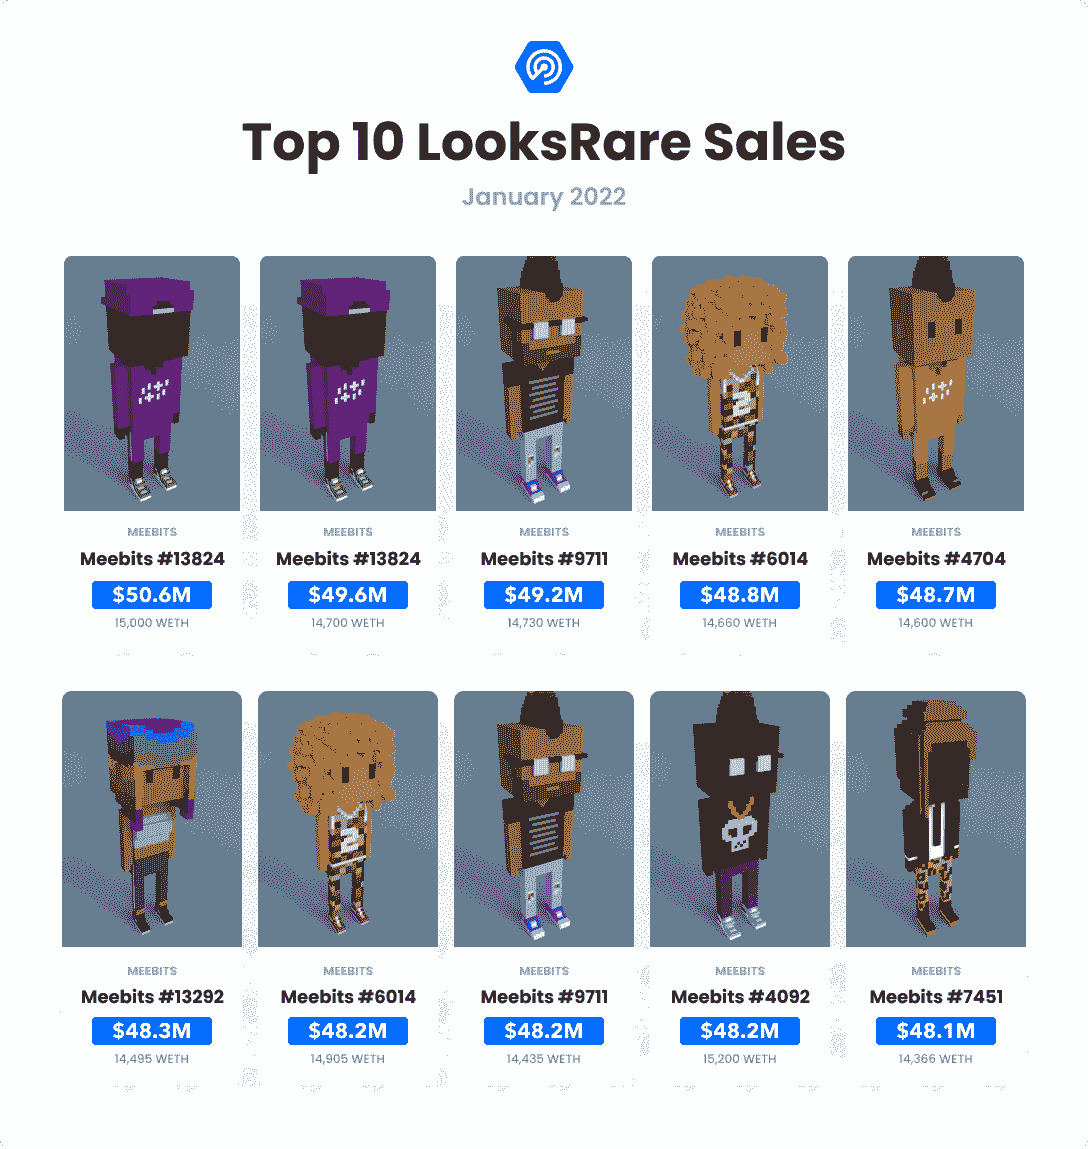 Top 10 LooksRare Sales
January 2022
MEEBITS
Meebits #13824
$50.6M
15,000 WETH
MEEBITS
Meebits #13824
$49.6M
14,700 WETH
MEEBITS
Meebits #9711
$49.2M
14,730 WETH
MEEBITS
Meebits #6014
$48.8M
14,660 WETH
MEEBITS
Meebits #4704
$48.7M
14,600 WETH
MEEBITS
Meebits #13292
$48.3M
14,495 WETH
MEEBITS
Meebits #6014
$48.2M
14,905 WETH
MEEBITS
Meebits #9711
$48.2M
14,435 WETH
MEEBITS
Meebits #4092
$48.2M
15,200 WETH
MEEBITS
Meebits #7451
$48.1M
14,366 WETH